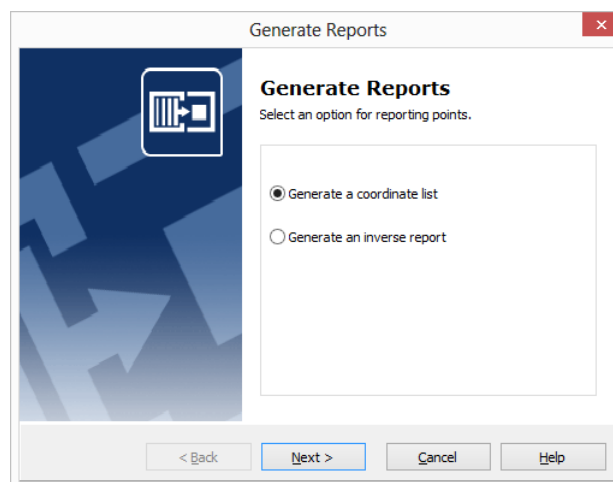 Generate Reports
Generate Reports
Select an option for reporting points.
Generate a coordinate list
Generate an inverse report
< Back
Next >
Cancel
Help